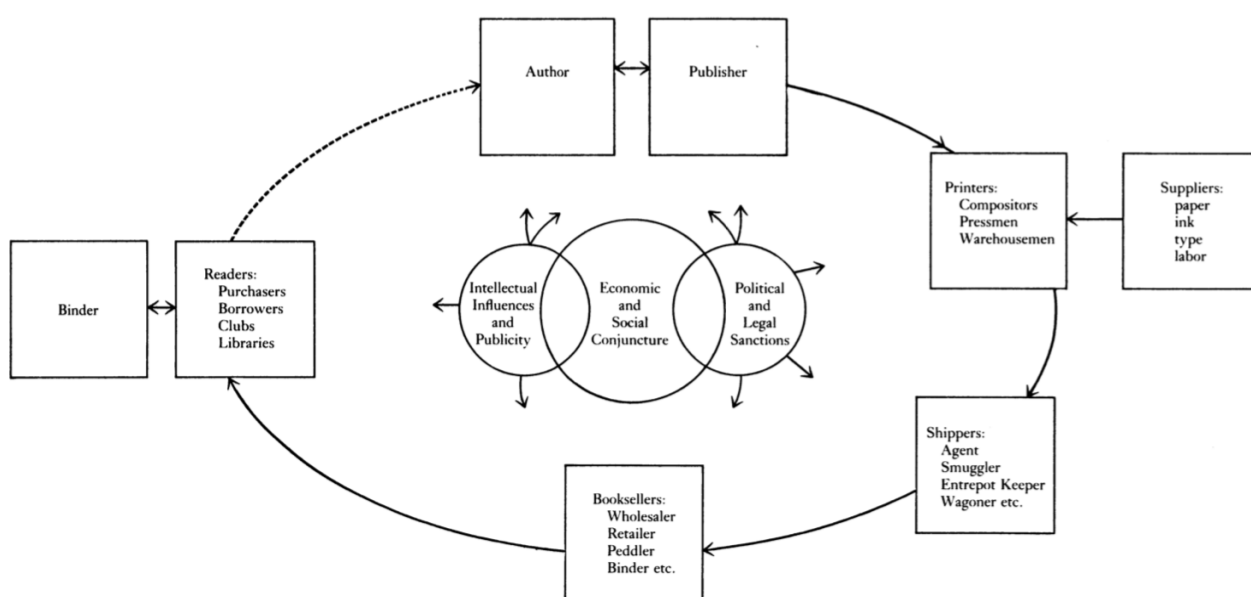 Author
Publisher
Printers:
Compositors
Pressmen
Warehousemen
Suppliers:
paper
ink
type
labor
Binder
Readers:
Purchasers
Borrowers
Clubs
Libraries
Intellectual
Influences
and
Publicity
Economic
and
Social
Conjuncture
Political
and
Legal
Sanctions
Shippers:
Agent
Smuggler
Entrepot Keeper
Wagoner etc.
Booksellers:
Wholesaler
Retailer
Peddler
Binder etc.